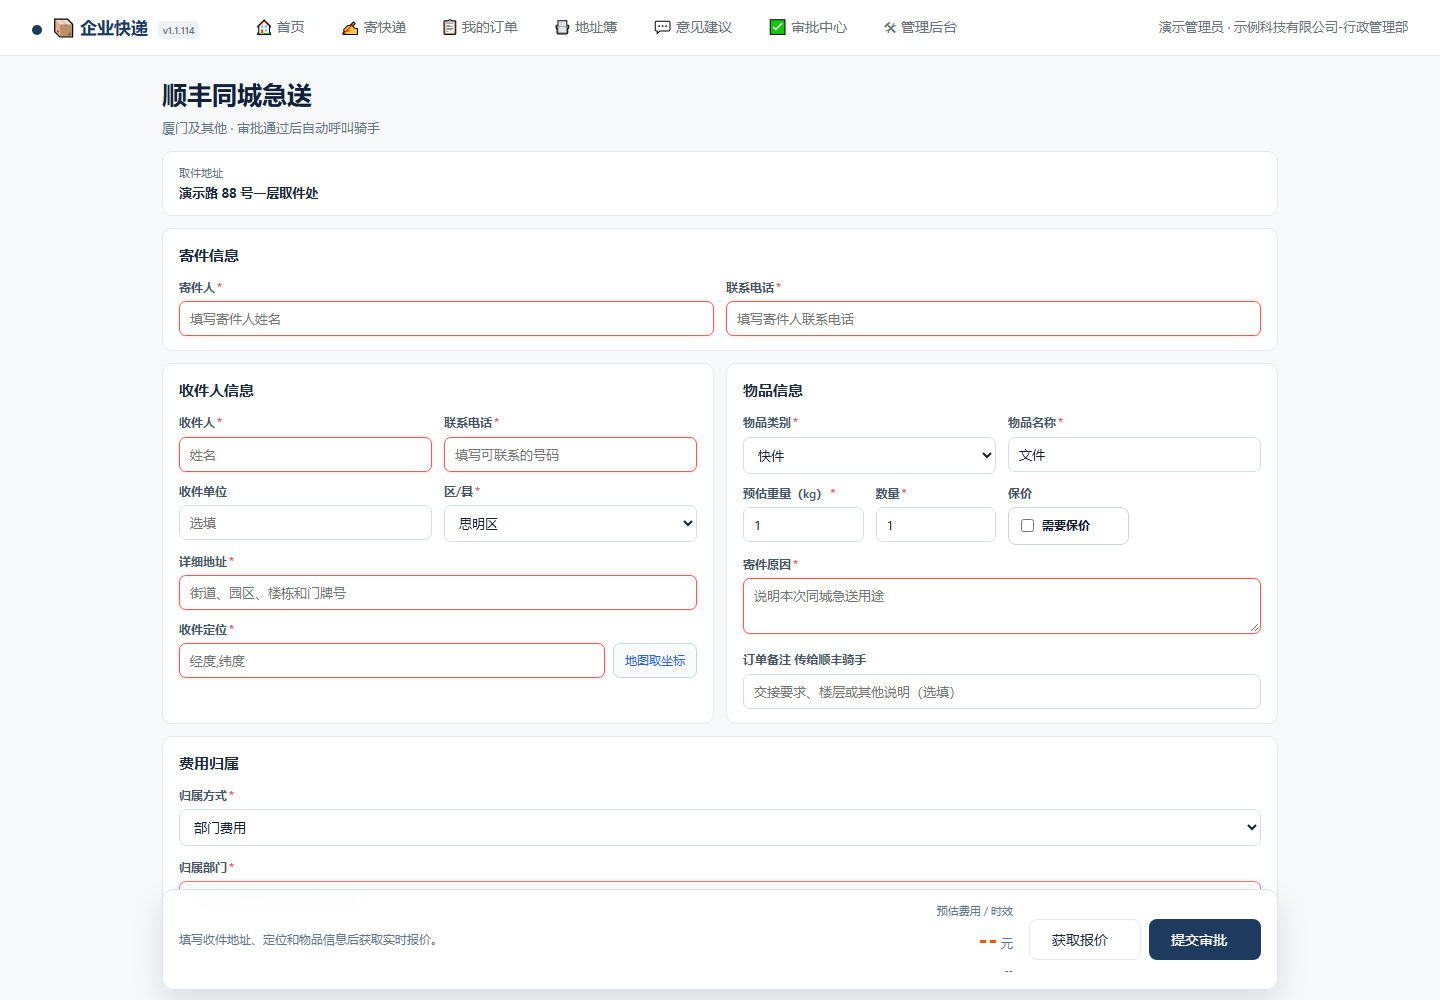 企业快递 v1.1.114 首页 寄快递 我的订单 地址簿 意见建议 审批中心 管理后台 演示管理员 · 示例科技有限公司-行政管理部
顺丰同城急送
厦门及其他 · 审批通过后自动呼叫骑手
取件地址
演示路 88 号一层取件处
寄件信息
寄件人* 联系电话*
填写寄件人姓名 填写寄件人联系电话
收件人信息
收件人* 联系电话*
姓名 填写可联系的号码
收件单位 区/县*
选填 思明区
详细地址*
街道、园区、楼栋和门牌号
收件定位*
经度,纬度 地图取坐标
物品信息
物品类别* 物品名称*
快件 文件
预估重量（kg） * 数量* 保价
1 1 需要保价
寄件原因*
说明本次同城急送用途
订单备注 传给顺丰骑手
交接要求、楼层或其他说明（选填）
费用归属
归属方式*
部门费用
归属部门*
填写收件地址、定位和物品信息后获取实时报价。
预估费用 / 时效
-- 元
--
获取报价 提交审批